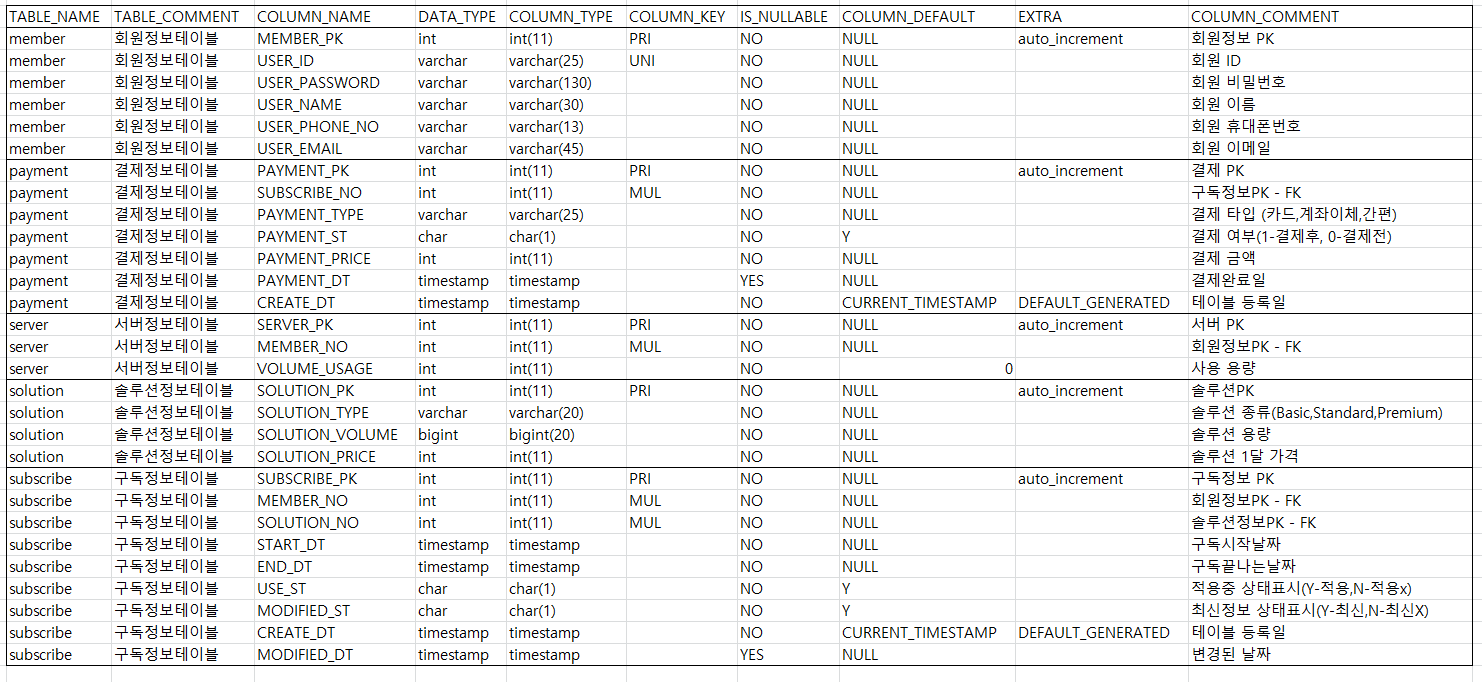 TABLE_NAME TABLE_COMMENT COLUMN_NAME DATA_TYPE COLUMN_TYPE COLUMN_KEY IS_NULLABLE COLUMN_DEFAULT EXTRA COLUMN_COMMENT
member 회원정보테이블 MEMBER_PK int int(11) PRI NO NULL auto_increment 회원정보 PK
member 회원정보테이블 USER_ID varchar varchar(25) UNI NO NULL 회원 ID
member 회원정보테이블 USER_PASSWORD varchar varchar(130) NO NULL 회원 비밀번호
member 회원정보테이블 USER_NAME varchar varchar(30) NO NULL 회원 이름
member 회원정보테이블 USER_PHONE_NO varchar varchar(13) NO NULL 회원 휴대폰번호
member 회원정보테이블 USER_EMAIL varchar varchar(45) NO NULL 회원 이메일
payment 결제정보테이블 PAYMENT_PK int int(11) PRI NO NULL auto_increment 결제 PK
payment 결제정보테이블 SUBSCRIBE_NO int int(11) MUL NO NULL 구독정보PK - FK
payment 결제정보테이블 PAYMENT_TYPE varchar varchar(25) NO NULL 결제 타입 (카드,계좌이체,간편)
payment 결제정보테이블 PAYMENT_ST char char(1) NO Y 결제 여부(1-결제후, 0-결제전)
payment 결제정보테이블 PAYMENT_PRICE int int(11) NO NULL 결제 금액
payment 결제정보테이블 PAYMENT_DT timestamp timestamp YES NULL 결제완료일
payment 결제정보테이블 CREATE_DT timestamp timestamp NO CURRENT_TIMESTAMP DEFAULT_GENERATED 테이블 등록일
server 서버정보테이블 SERVER_PK int int(11) PRI NO NULL auto_increment 서버 PK
server 서버정보테이블 MEMBER_NO int int(11) MUL NO NULL 회원정보PK - FK
server 서버정보테이블 VOLUME_USAGE int int(11) NO 0 사용 용량
solution 솔루션정보테이블 SOLUTION_PK int int(11) PRI NO NULL auto_increment 솔루션PK
solution 솔루션정보테이블 SOLUTION_TYPE varchar varchar(20) NO NULL 솔루션 종류(Basic,Standard,Premium)
solution 솔루션정보테이블 SOLUTION_VOLUME bigint bigint(20) NO NULL 솔루션 용량
solution 솔루션정보테이블 SOLUTION_PRICE int int(11) NO NULL 솔루션 1달 가격
subscribe 구독정보테이블 SUBSCRIBE_PK int int(11) PRI NO NULL auto_increment 구독정보 PK
subscribe 구독정보테이블 MEMBER_NO int int(11) MUL NO NULL 회원정보PK - FK
subscribe 구독정보테이블 SOLUTION_NO int int(11) MUL NO NULL 솔루션정보PK - FK
subscribe 구독정보테이블 START_DT timestamp timestamp NO NULL 구독시작날짜
subscribe 구독정보테이블 END_DT timestamp timestamp NO NULL 구독끝나는날짜
subscribe 구독정보테이블 USE_ST char char(1) NO Y 적용중 상태표시(Y-적용,N-적용x)
subscribe 구독정보테이블 MODIFIED_ST char char(1) NO Y 최신정보 상태표시(Y-최신,N-최신X)
subscribe 구독정보테이블 CREATE_DT timestamp timestamp NO CURRENT_TIMESTAMP DEFAULT_GENERATED 테이블 등록일
subscribe 구독정보테이블 MODIFIED_DT timestamp timestamp YES NULL 변경된 날짜